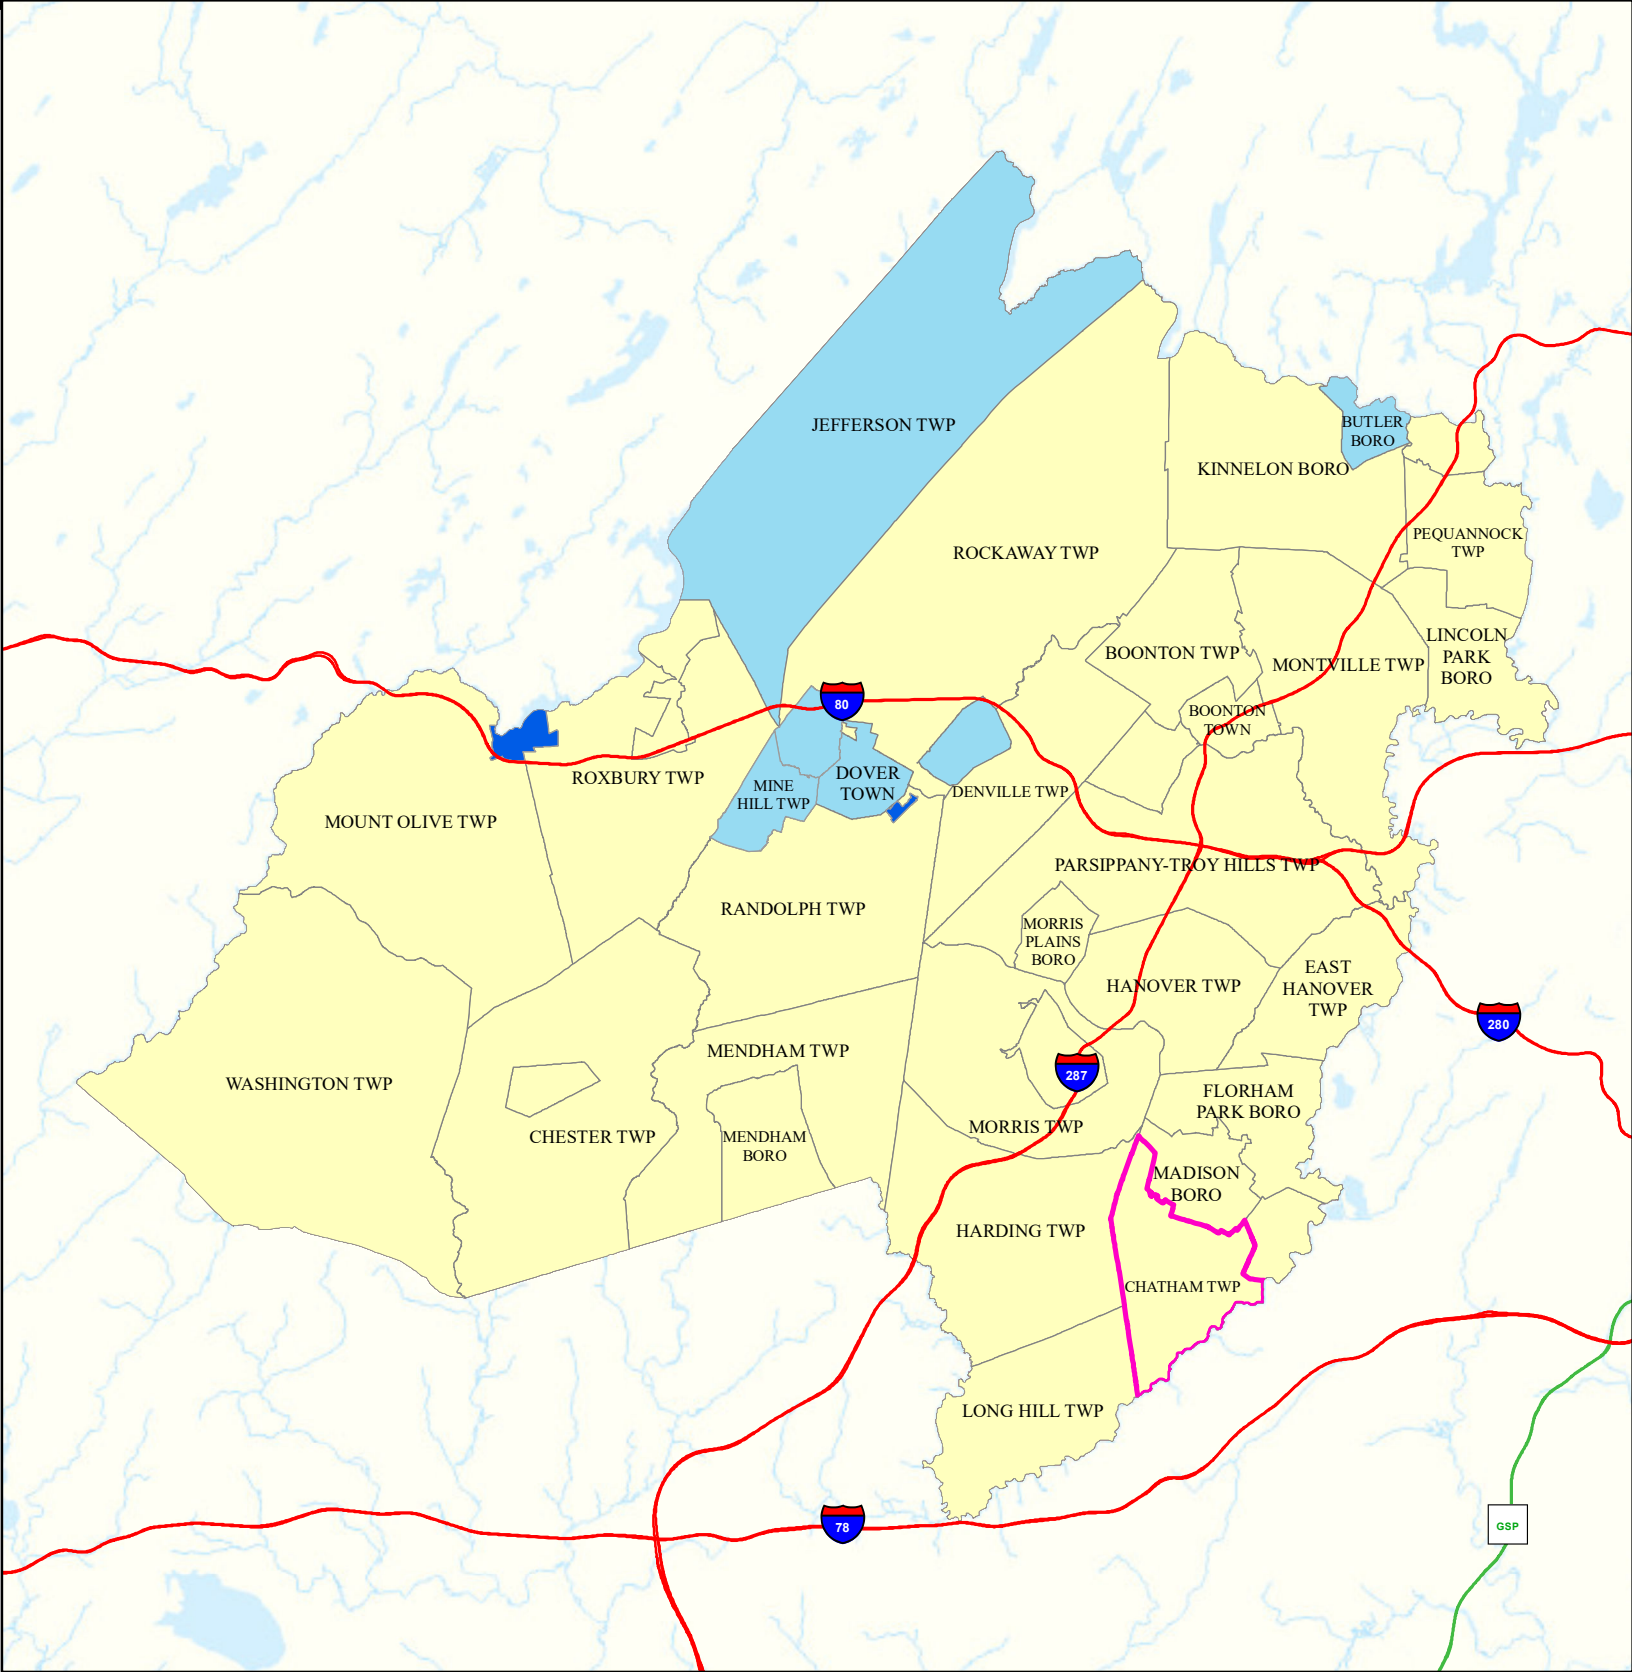 JEFFERSON TWP
BUTLER
BORO
KINNELON BORO
PEQUANNOCK
TWP
ROCKAWAY TWP
LINCOLN
PARK
BORO
BOONTON TWP
MONTVILLE TWP
80
BOONTON
TOWN
ROXBURY TWP
MINE
HILL TWP
DOVER
TOWN
DENVILLE TWP
MOUNT OLIVE TWP
PARSIPPANY-TROY HILLS TWP
RANDOLPH TWP
MORRIS
PLAINS
BORO
EAST
HANOVER
TWP
HANOVER TWP
280
MENDHAM TWP
287
WASHINGTON TWP
FLORHAM
PARK BORO
CHESTER TWP
MENDHAM
BORO
MORRIS TWP
MADISON
BORO
HARDING TWP
CHATHAM TWP
LONG HILL TWP
78
GSP